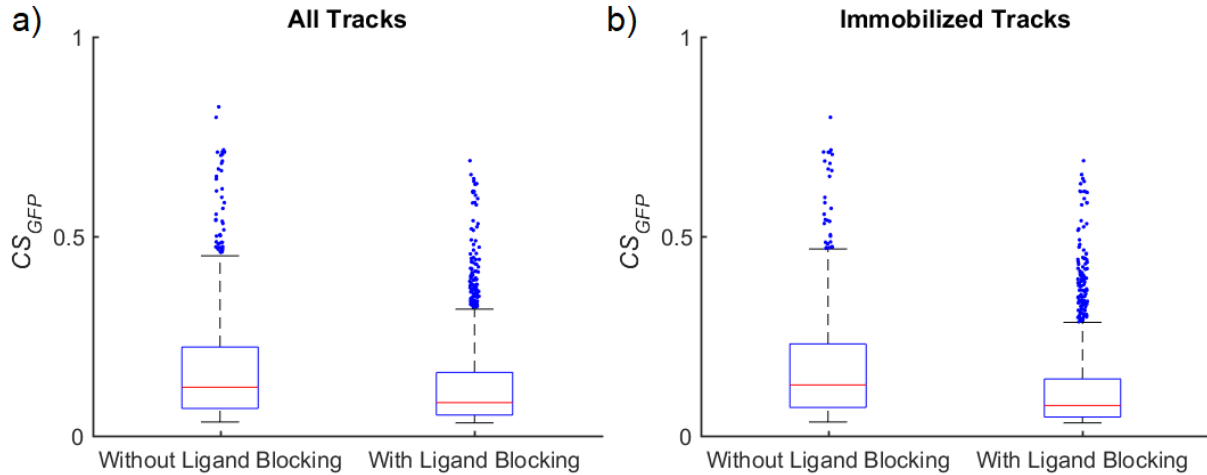 a)
All Tracks
1
0.5
0
CS_GFP
Without Ligand Blocking
With Ligand Blocking
b)
Immobilized Tracks
1
0.5
0
CS_GFP
Without Ligand Blocking
With Ligand Blocking